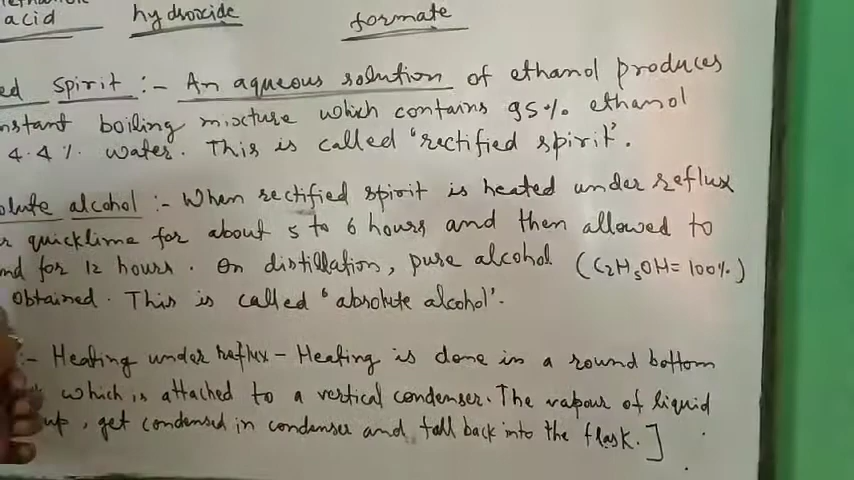 acid hydroxide formate
ed spirit :- An aqueous solution of ethanol produces
nstant boiling mixture which contains 95% ethanol
4.4% water. This is called 'rectified spirit'.
olute alcohol :- When rectified spirit is heated under reflux
r quicklime for about 5 to 6 hours and then allowed to
nd for 12 hours. On distillation, pure alcohol (C₂H₅OH = 100%)
obtained. This is called 'absolute alcohol'.
:- Heating under reflux - Heating is done in a round bottom
which is attached to a vertical condenser. The vapour of liquid
up, get condensed in condenser and fall back into the flask.]